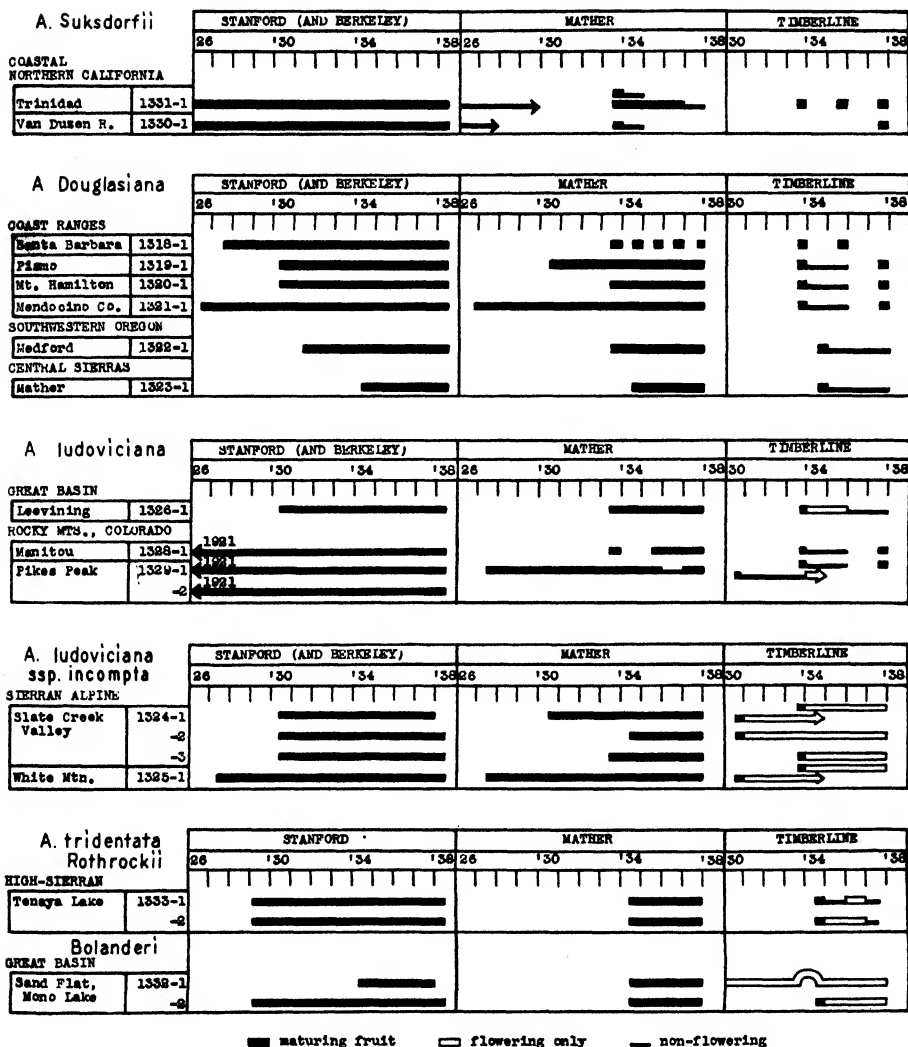 A. Suksdorfii STANFORD (AND BERKELEY) MATHER TIMBERLINE
26 '30 '34 '38 '30 '34 '38 30 '34 '38
COASTAL
NORTHERN CALIFORNIA
Trinidad 1331-1
Van Duzen R. 1330-1
A Douglasiana STANFORD (AND BERKELEY) MATHER TIMBERLINE
26 '30 '34 '38 26 '30 '34 '38 30 '34 '38
COAST RANGES
Santa Barbara 1318-1
Pismo 1319-1
Mt. Hamilton 1320-1
Mendocino Co. 1321-1
SOUTHWESTERN OREGON
Medford 1322-1
CENTRAL SIERRAS
Mather 1323-1
A ludoviciana STANFORD (AND BERKELEY) MATHER TIMBERLINE
26 '30 '34 '38 26 '30 '34 '38 30 '34 '38
GREAT BASIN
Leevining 1326-1
ROCKY MTS., COLORADO
Manitou 1328-1 1921
Pikes Peak 1329-1 1921
-2 1921
A. ludoviciana STANFORD (AND BERKELEY) MATHER TIMBERLINE
ssp. incompta 26 '30 '34 '38 26 '30 '34 '38 30 '34 '38
SIERRAN ALPINE
Slate Creek 1324-1
Valley -2
-3
White Mtn. 1325-1
A. tridentata STANFORD MATHER TIMBERLINE
Rothrockii 26 '30 '34 '38 26 '30 '34 '38 30 '34 '38
HIGH-SIERRAN
Tenaya Lake 1333-1
-2
Bolanderi
GREAT BASIN
Sand Flat, 1332-1
Mono Lake -2
maturing fruit flowering only non-flowering